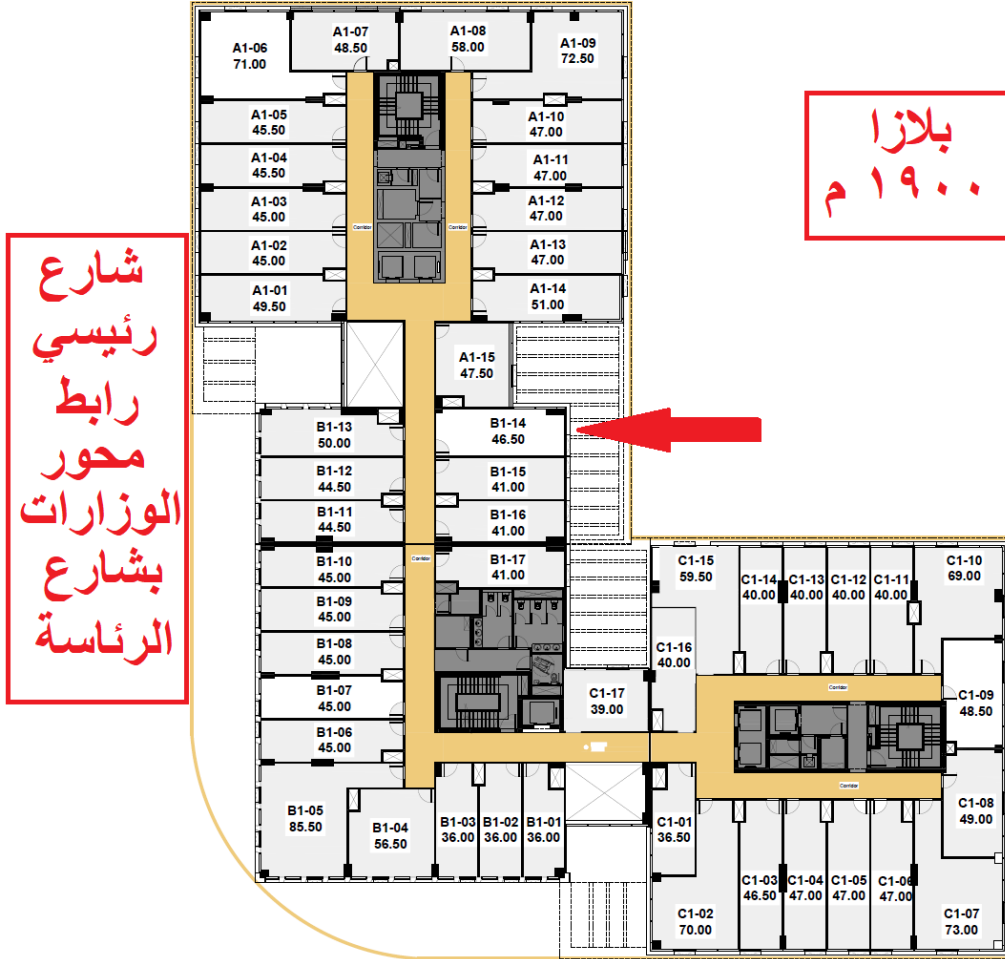 A1-06
71.00
A1-07
48.50
A1-08
58.00
A1-09
72.50
A1-05
45.50
A1-04
45.50
A1-03
45.00
A1-02
45.00
A1-01
49.50
A1-10
47.00
A1-11
47.00
A1-12
47.00
A1-13
47.00
A1-14
51.00
Corridor
Corridor
بلازا
١٩٠٠ م
شارع
رئيسي
رابط
محور
الوزارات
بشارع
الرئاسة
A1-15
47.50
B1-13
50.00
B1-12
44.50
B1-11
44.50
B1-10
45.00
B1-09
45.00
B1-08
45.00
B1-07
45.00
B1-06
45.00
B1-05
85.50
B1-04
56.50
B1-14
46.50
B1-15
41.00
B1-16
41.00
B1-17
41.00
Corridor
B1-03
36.00
B1-02
36.00
B1-01
36.00
C1-17
39.00
C1-16
40.00
C1-15
59.50
C1-14
40.00
C1-13
40.00
C1-12
40.00
C1-11
40.00
C1-10
69.00
C1-09
48.50
C1-08
49.00
Corridor
Corridor
C1-01
36.50
C1-02
70.00
C1-03
46.50
C1-04
47.00
C1-05
47.00
C1-06
47.00
C1-07
73.00